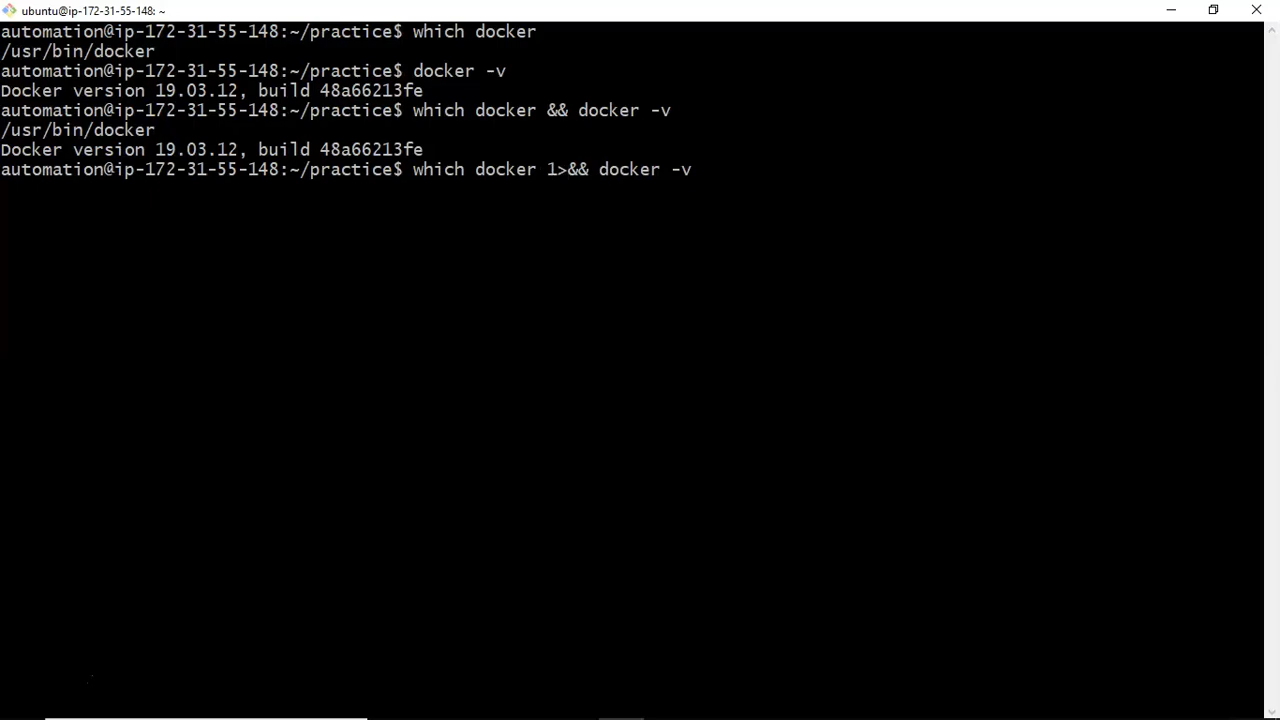 ubuntu@ip-172-31-55-148: ~
automation@ip-172-31-55-148:~/practice$ which docker
/usr/bin/docker
automation@ip-172-31-55-148:~/practice$ docker -v
Docker version 19.03.12, build 48a66213fe
automation@ip-172-31-55-148:~/practice$ which docker && docker -v
/usr/bin/docker
Docker version 19.03.12, build 48a66213fe
automation@ip-172-31-55-148:~/practice$ which docker 1>&& docker -v